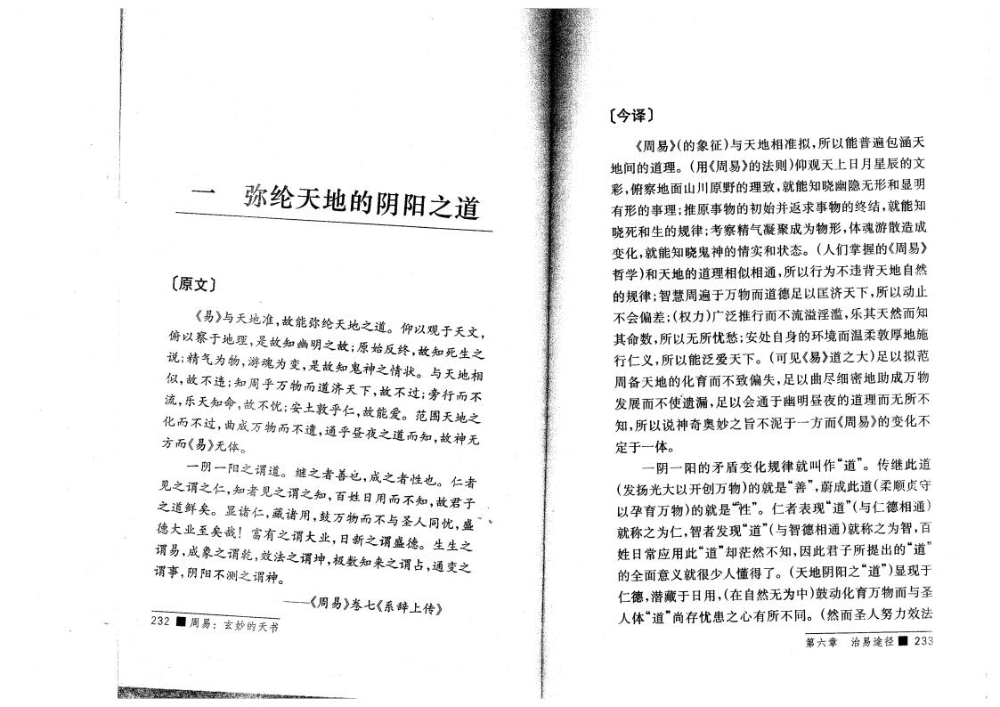 一 弥纶天地的阴阳之道
〔原文〕
《易》与天地准,故能弥纶天地之道。仰以观于天文,
俯以察于地理,是故知幽明之故;原始反终,故知死生之
说;精气为物,游魂为变,是故知鬼神之情状。与天地相
似,故不违;知周乎万物而道济天下,故不过;旁行而不
流,乐天知命,故不忧;安土敦乎仁,故能爱。范围天地之
化而不过,曲成万物而不遗,通乎昼夜之道而知,故神无
方而《易》无体。
一阴一阳之谓道。继之者善也,成之者性也。仁者
见之谓之仁,知者见之谓之知,百姓日用而不知,故君子
之道鲜矣。显诸仁,藏诸用,鼓万物而不与圣人同忧,盛
德大业至矣哉!富有之谓大业,日新之谓盛德。生生之
谓易,成象之谓乾,效法之谓坤,极数知来之谓占,通变之
谓事,阴阳不测之谓神。
——《周易》卷七《系辞上传》
232 ■ 周易:玄妙的天书
〔今译〕
《周易》(的象征)与天地相准拟,所以能普遍包涵天
地间的道理。(用《周易》的法则)仰观天上日月星辰的文
彩,俯察地面山川原野的理致,就能知晓幽隐无形和显明
有形的事理;推原事物的初始并返求事物的终结,就能知
晓死和生的规律;考察精气凝聚成为物形,体魂游散造成
变化,就能知晓鬼神的情实和状态。(人们掌握的《周易》
哲学)和天地的道理相似相通,所以行为不违背天地自然
的规律;智慧周遍于万物而道德足以匡济天下,所以动止
不会偏差;(权力)广泛推行而不流溢淫滥,乐其天然而知
其命数,所以无所忧愁;安处自身的环境而温柔敦厚地施
行仁义,所以能泛爱天下。(可见《易》道之大)足以拟范
周备天地的化育而不致偏失,足以曲尽细密地助成万物
发展而不使遗漏,足以会通于幽明昼夜的道理而无所不
知,所以说神奇奥妙之旨不泥于一方而《周易》的变化不
定于一体。
一阴一阳的矛盾变化规律就叫作“道”。传继此道
(发扬光大以开创万物)的就是“善”,蔚成此道(柔顺贞守
以孕育万物)的就是“性”。仁者表现“道”(与仁德相通)
就称之为仁,智者发现“道”(与智德相通)就称之为智,百
姓日常应用此“道”却茫然不知,因此君子所提出的“道”
的全面意义就很少人懂得了。(天地阴阳之“道”)显现于
仁德,潜藏于日用,(在自然无为中)鼓动化育万物而与圣
人体“道”尚存忧患之心有所不同。(然而圣人努力效法
第六章 治易途径 ■ 233